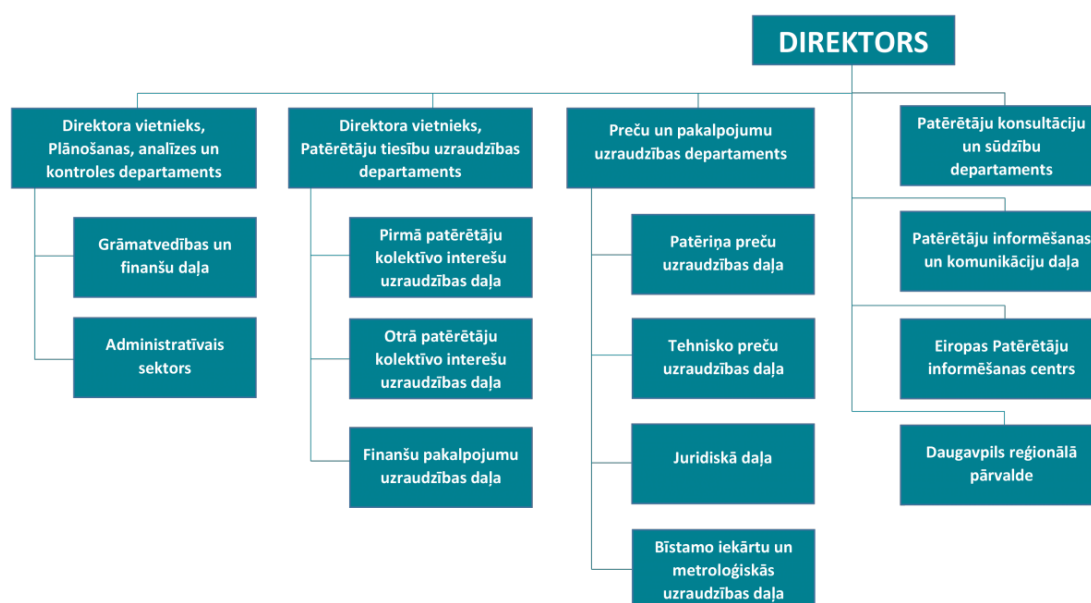 DIREKTORS
Direktora vietnieks,
Plānošanas, analīzes un
kontroles departaments
Grāmatvedības un
finanšu daļa
Administratīvais
sektors
Direktora vietnieks,
Patērētāju tiesību uzraudzības
departaments
Pirmā patērētāju
kolektīvo interešu
uzraudzības daļa
Otrā patērētāju
kolektīvo interešu
uzraudzības daļa
Finanšu pakalpojumu
uzraudzības daļa
Preču un pakalpojumu
uzraudzības departaments
Patēriņa preču
uzraudzības daļa
Tehnisko preču
uzraudzības daļa
Juridiskā daļa
Bīstamo iekārtu un
metroloģiskās
uzraudzības daļa
Patērētāju konsultāciju
un sūdzību
departaments
Patērētāju informēšanas
un komunikāciju daļa
Eiropas Patērētāju
informēšanas centrs
Daugavpils reģionālā
pārvalde